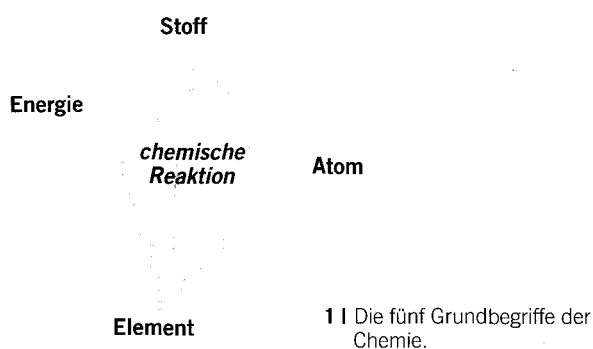 Stoff
Energie
chemische
Reaktion
Atom
Element
1 | Die fünf Grundbegriffe der
Chemie.